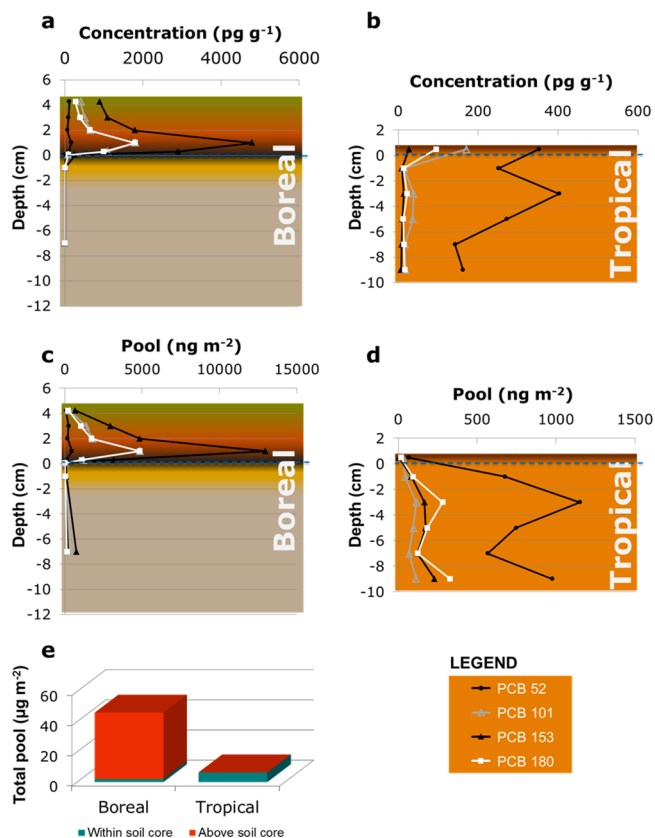 a
Concentration (pg g⁻¹)
0 2000 4000 6000
6
4
2
0
-2
-4
-6
-8
-10
-12
Depth (cm)
Boreal
b
Concentration (pg g⁻¹)
0 200 400 600
2
0
-2
-4
-6
-8
-10
Depth (cm)
Tropical
c
Pool (ng m⁻²)
0 5000 10000 15000
6
4
2
0
-2
-4
-6
-8
-10
-12
Depth (cm)
Boreal
d
Pool (ng m⁻²)
0 500 1000 1500
2
0
-2
-4
-6
-8
-10
Depth (cm)
Tropical
e
Total pool (µg m⁻²)
60
40
20
0
Boreal Tropical
Within soil core Above soil core
LEGEND
PCB 52
PCB 101
PCB 153
PCB 180